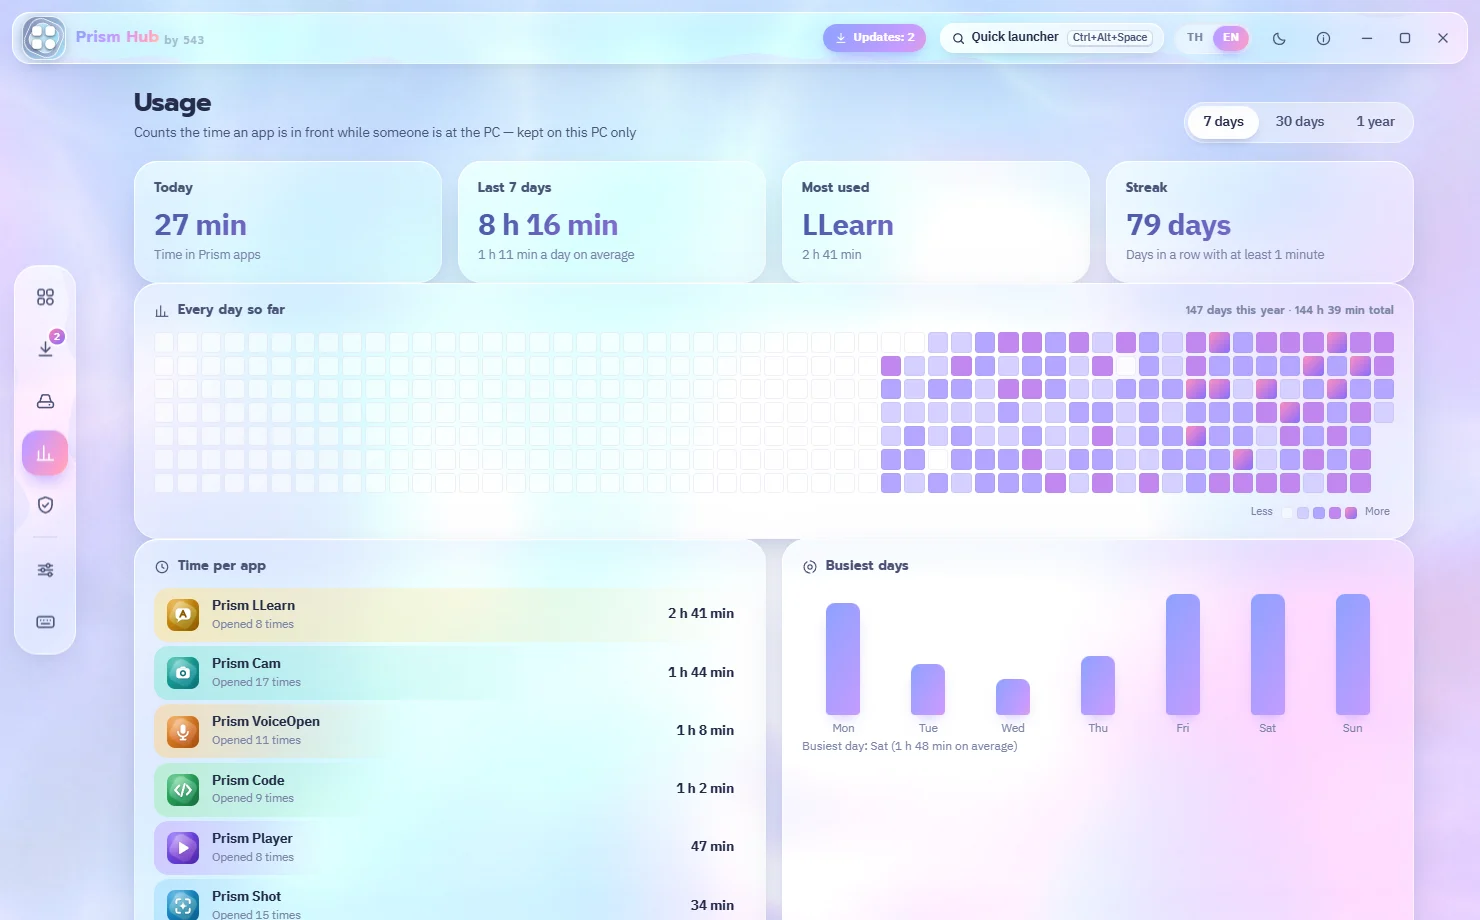 Prism Hub by 543
Updates: 2
Quick launcher Ctrl+Alt+Space
TH EN
Usage
Counts the time an app is in front while someone is at the PC — kept on this PC only
7 days 30 days 1 year
Today
27 min
Time in Prism apps
Last 7 days
8 h 16 min
1 h 11 min a day on average
Most used
LLearn
2 h 41 min
Streak
79 days
Days in a row with at least 1 minute
2
Every day so far
147 days this year · 144 h 39 min total
Less More
Time per app
Prism LLearn
Opened 8 times
2 h 41 min
Prism Cam
Opened 17 times
1 h 44 min
Prism VoiceOpen
Opened 11 times
1 h 8 min
Prism Code
Opened 9 times
1 h 2 min
Prism Player
Opened 8 times
47 min
Prism Shot
Opened 15 times
34 min
Busiest days
Mon Tue Wed Thu Fri Sat Sun
Busiest day: Sat (1 h 48 min on average)